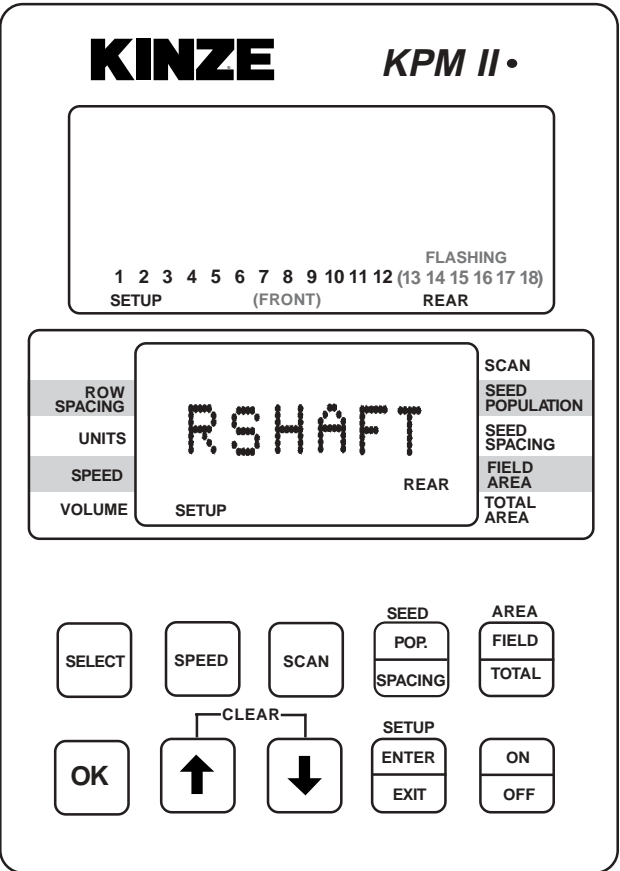 KINZE KPM II
FLASHING
1 2 3 4 5 6 7 8 9 10 11 12 (13 14 15 16 17 18)
SETUP (FRONT) REAR
ROW
SPACING
UNITS
SPEED
VOLUME
RSHAFT
REAR
SETUP
SCAN
SEED
POPULATION
SEED
SPACING
FIELD
AREA
TOTAL
AREA
SELECT
SPEED
SCAN
SEED
POP.
SPACING
AREA
FIELD
TOTAL
CLEAR
OK
SETUP
ENTER
EXIT
ON
OFF